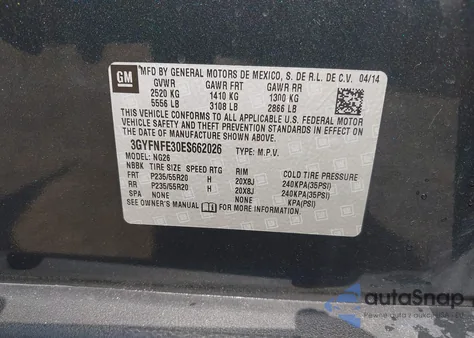 GM MFD BY GENERAL MOTORS DE MEXICO, S. DE R.L. DE C.V. 04/14
GVWR GAWR FRT GAWR RR
2520 KG 1410 KG 1300 KG
5556 LB 3108 LB 2866 LB
THIS VEHICLE CONFORMS TO ALL APPLICABLE U.S. FEDERAL MOTOR
VEHICLE SAFETY, BUMPER, AND THEFT PREVENTION STANDARDS IN EFFECT ON
THE DATE OF MANUFACTURE SHOWN ABOVE.
3GYFNFE30ES662026 TYPE: M.P.V.
MODEL: NG26
NBBK TIRE SIZE SPEED RTG RIM COLD TIRE PRESSURE
FRT P235/55R20 H 20X8J 240KPA(35PSI)
RR P235/55R20 H 20X8J 240KPA(35PSI)
SPA NONE NONE KPA(PSI)
SEE OWNER'S MANUAL FOR MORE INFORMATION.
autoSnap